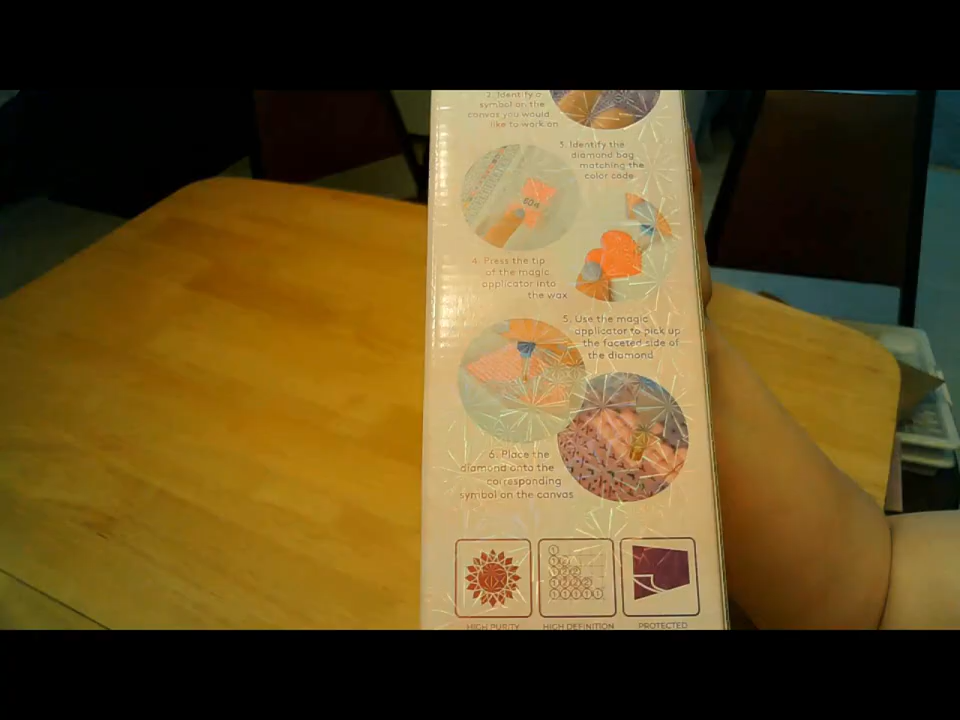 2. Identify a
symbol on the
canvas you would
like to work on
3. Identify the
diamond bag
matching the
color code
604
4. Press the tip
of the magic
applicator into
the wax
5. Use the magic
applicator to pick up
the faceted side of
the diamond
6. Place the
diamond onto the
corresponding
symbol on the canvas
HIGH PURITY
HIGH DEFINITION
PROTECTED